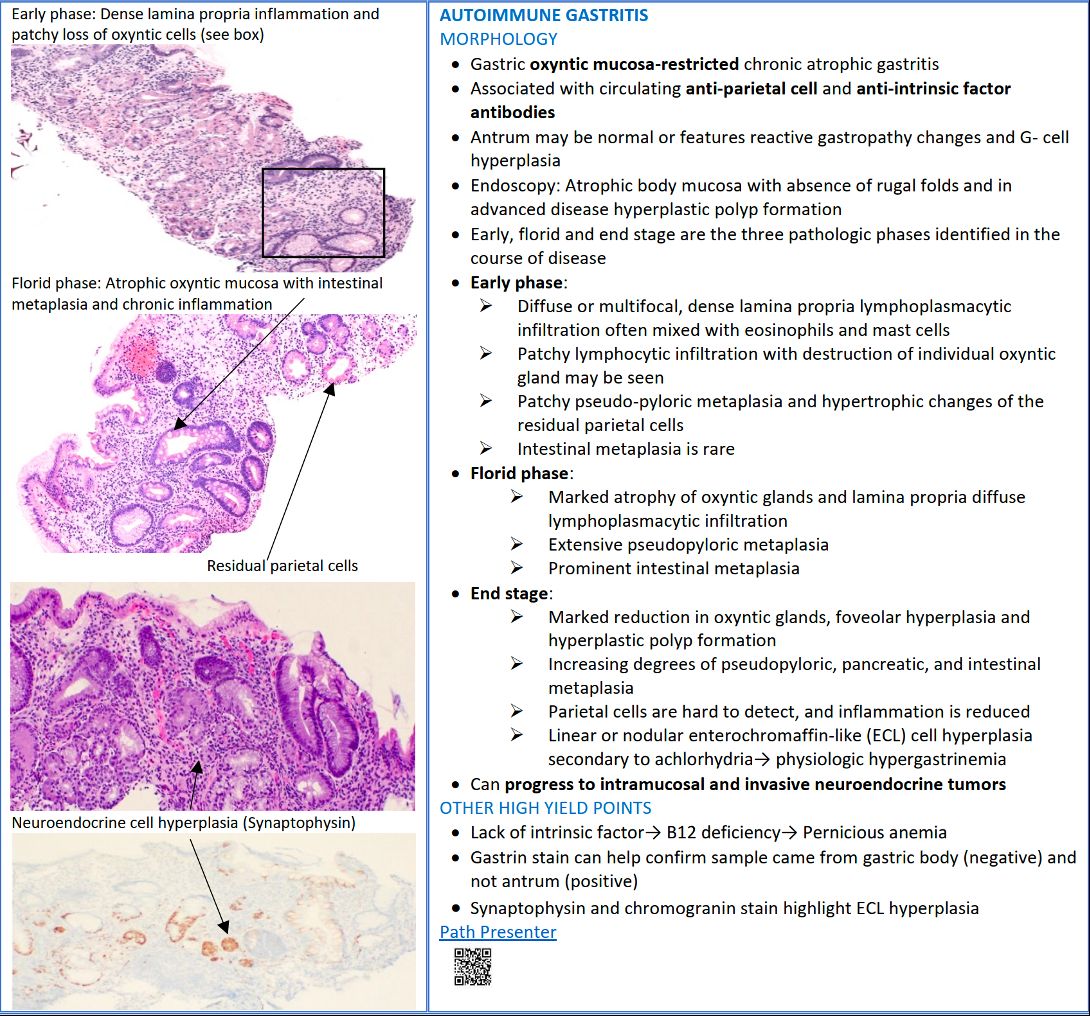 Early phase: Dense lamina propria inflammation and
patchy loss of oxyntic cells (see box)
Florid phase: Atrophic oxyntic mucosa with intestinal
metaplasia and chronic inflammation
Residual parietal cells
Neuroendocrine cell hyperplasia (Synaptophysin)
AUTOIMMUNE GASTRITIS
MORPHOLOGY
• Gastric oxyntic mucosa-restricted chronic atrophic gastritis
• Associated with circulating anti-parietal cell and anti-intrinsic factor
antibodies
• Antrum may be normal or features reactive gastropathy changes and G- cell
hyperplasia
• Endoscopy: Atrophic body mucosa with absence of rugal folds and in
advanced disease hyperplastic polyp formation
• Early, florid and end stage are the three pathologic phases identified in the
course of disease
• Early phase:
➢ Diffuse or multifocal, dense lamina propria lymphoplasmacytic
infiltration often mixed with eosinophils and mast cells
➢ Patchy lymphocytic infiltration with destruction of individual oxyntic
gland may be seen
➢ Patchy pseudo-pyloric metaplasia and hypertrophic changes of the
residual parietal cells
➢ Intestinal metaplasia is rare
• Florid phase:
➢ Marked atrophy of oxyntic glands and lamina propria diffuse
lymphoplasmacytic infiltration
➢ Extensive pseudopyloric metaplasia
➢ Prominent intestinal metaplasia
• End stage:
➢ Marked reduction in oxyntic glands, foveolar hyperplasia and
hyperplastic polyp formation
➢ Increasing degrees of pseudopyloric, pancreatic, and intestinal
metaplasia
➢ Parietal cells are hard to detect, and inflammation is reduced
➢ Linear or nodular enterochromaffin-like (ECL) cell hyperplasia
secondary to achlorhydria→ physiologic hypergastrinemia
• Can progress to intramucosal and invasive neuroendocrine tumors
OTHER HIGH YIELD POINTS
• Lack of intrinsic factor→ B12 deficiency→ Pernicious anemia
• Gastrin stain can help confirm sample came from gastric body (negative) and
not antrum (positive)
• Synaptophysin and chromogranin stain highlight ECL hyperplasia
Path Presenter